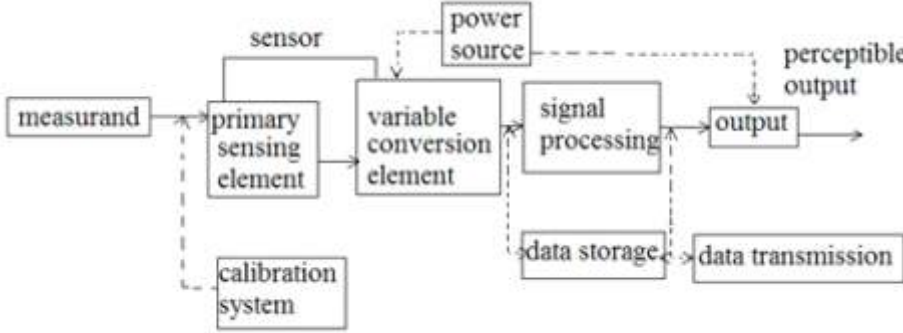 power
source
sensor
perceptible
output
measurand
primary
sensing
element
variable
conversion
element
signal
processing
output
data storage
data transmission
calibration
system